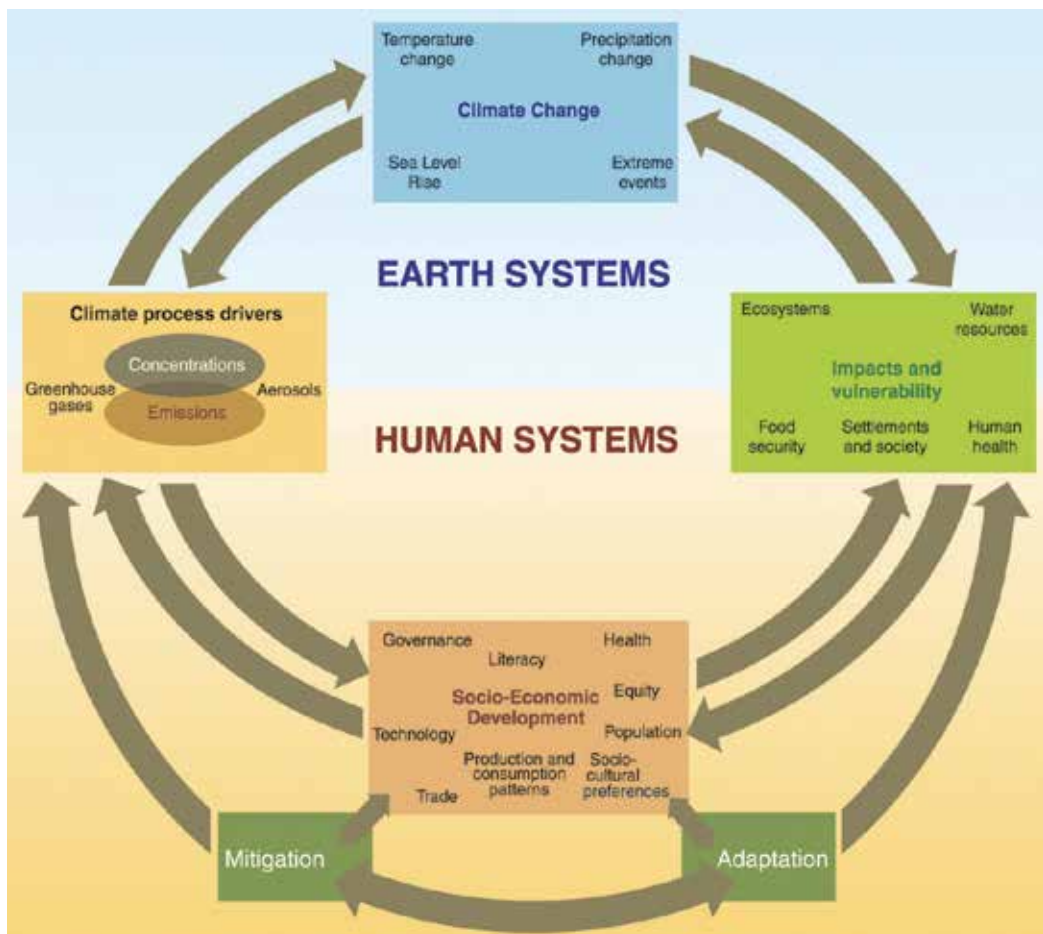 Temperature
change
Precipitation
change
Climate Change
Sea Level
Rise
Extreme
events
EARTH SYSTEMS
Climate process drivers
Concentrations
Greenhouse
gases
Aerosols
Emissions
Ecosystems
Water
resources
Impacts and
vulnerability
Food
security
Settlements
and society
Human
health
HUMAN SYSTEMS
Governance
Literacy
Health
Socio-Economic
Development
Equity
Technology
Population
Production and
consumption
patterns
Socio-
cultural
preferences
Trade
Mitigation
Adaptation